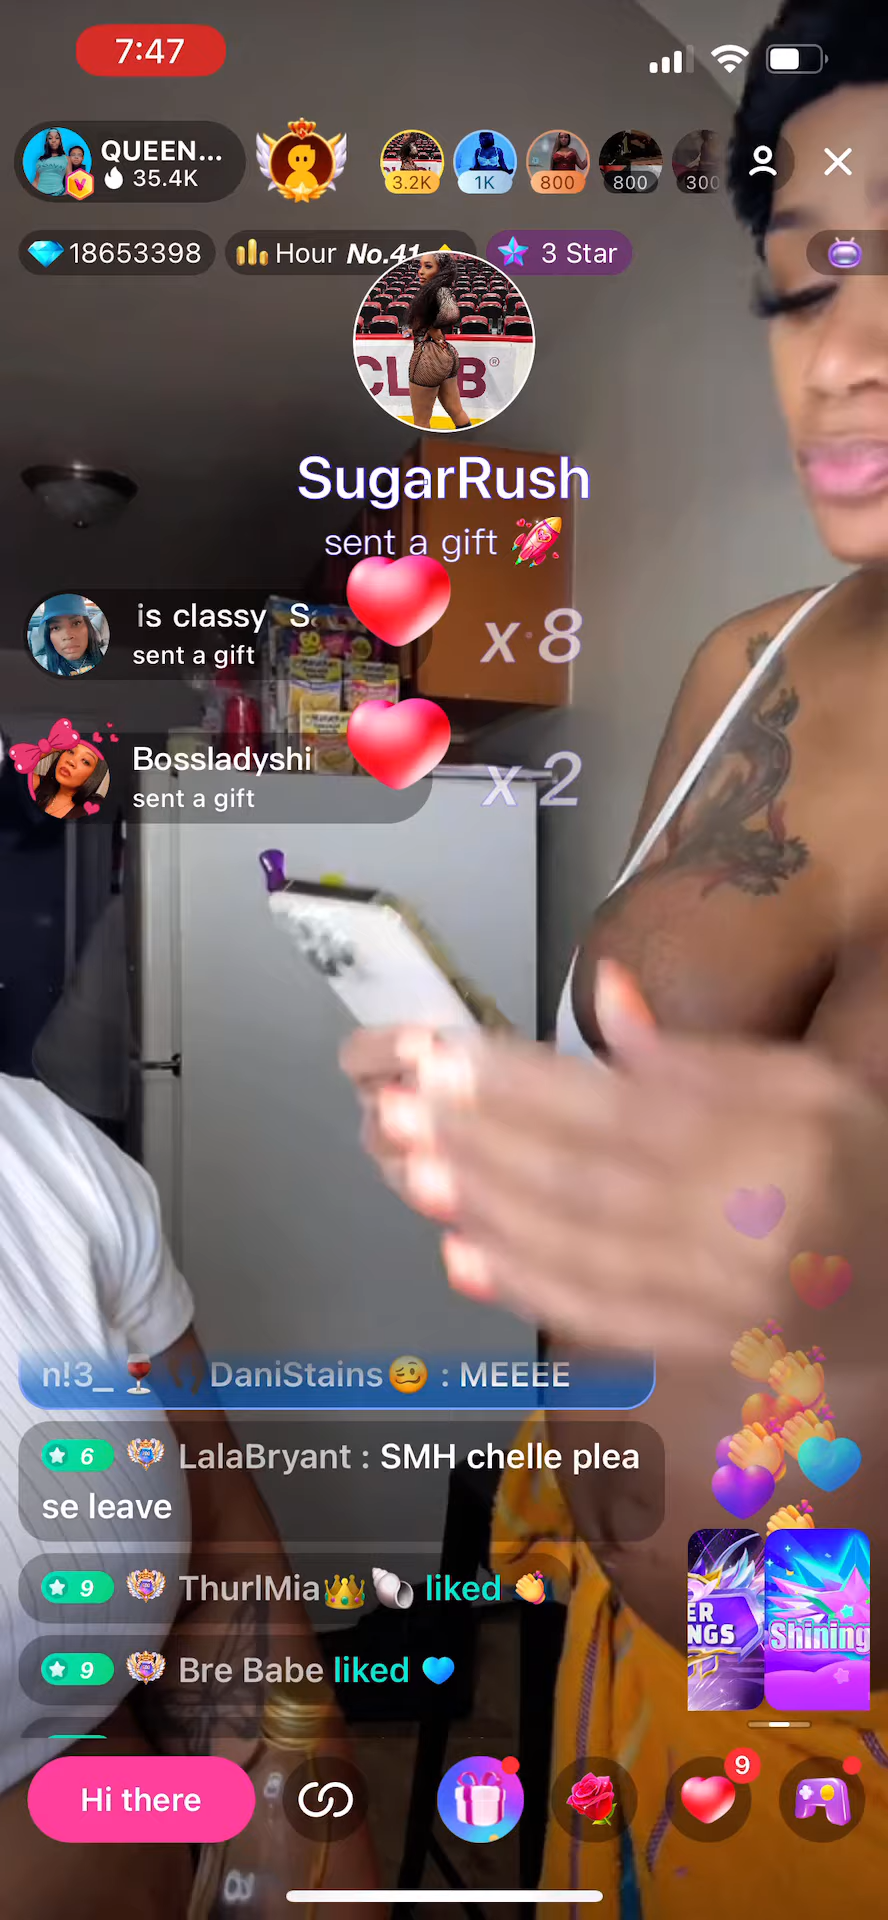 7:47
QUEEN...
35.4K
3.2K
1K
800
800
300
18653398
Hour No.41
3 Star
CLUB®
SugarRush
sent a gift
is classy S
sent a gift
x 8
Bossladyshi
sent a gift
x 2
n!3_🍷👣DaniStains🥴 : MEEEE
6 LalaBryant : SMH chelle plea
se leave
9 ThurlMia👑🐚 liked 👏
9 Bre Babe liked 💙
ER
NGS
Shining
Hi there
9